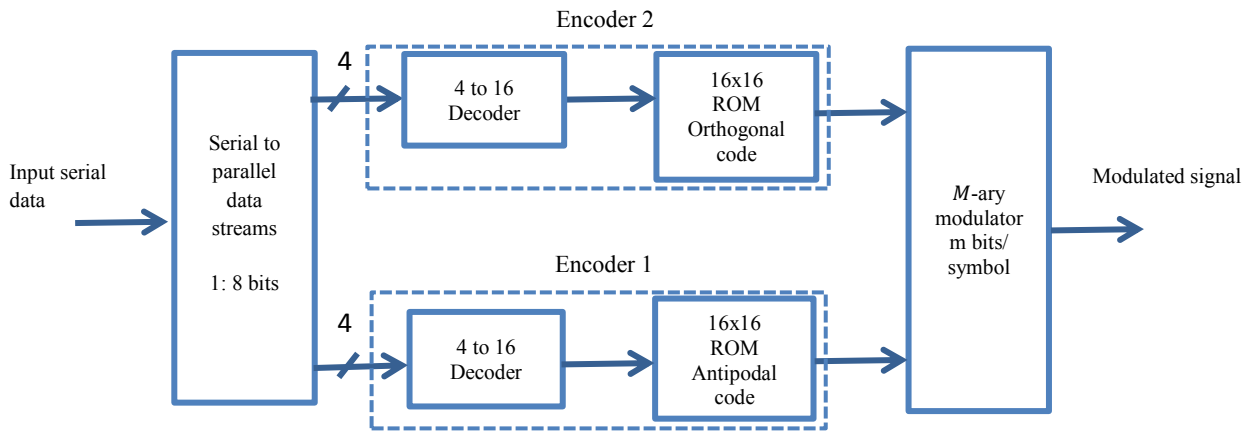 Encoder 2
4
4 to 16
Decoder
16x16
ROM
Orthogonal
code
Input serial
data
Serial to
parallel
data
streams
1: 8 bits
M-ary
modulator
m bits/
symbol
Modulated signal
Encoder 1
4
4 to 16
Decoder
16x16
ROM
Antipodal
code